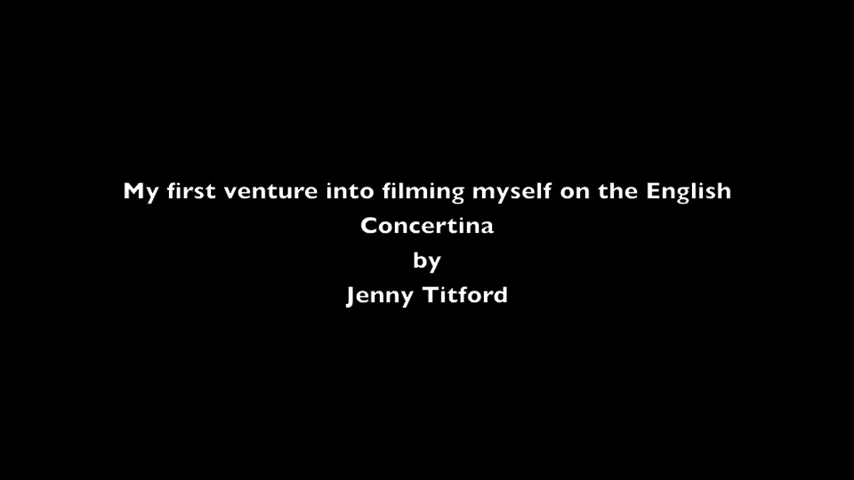 My first venture into filming myself on the English
Concertina
by
Jenny Titford